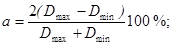 a = 2(D_max − D_min) / (D_max + D_min) 100 %;